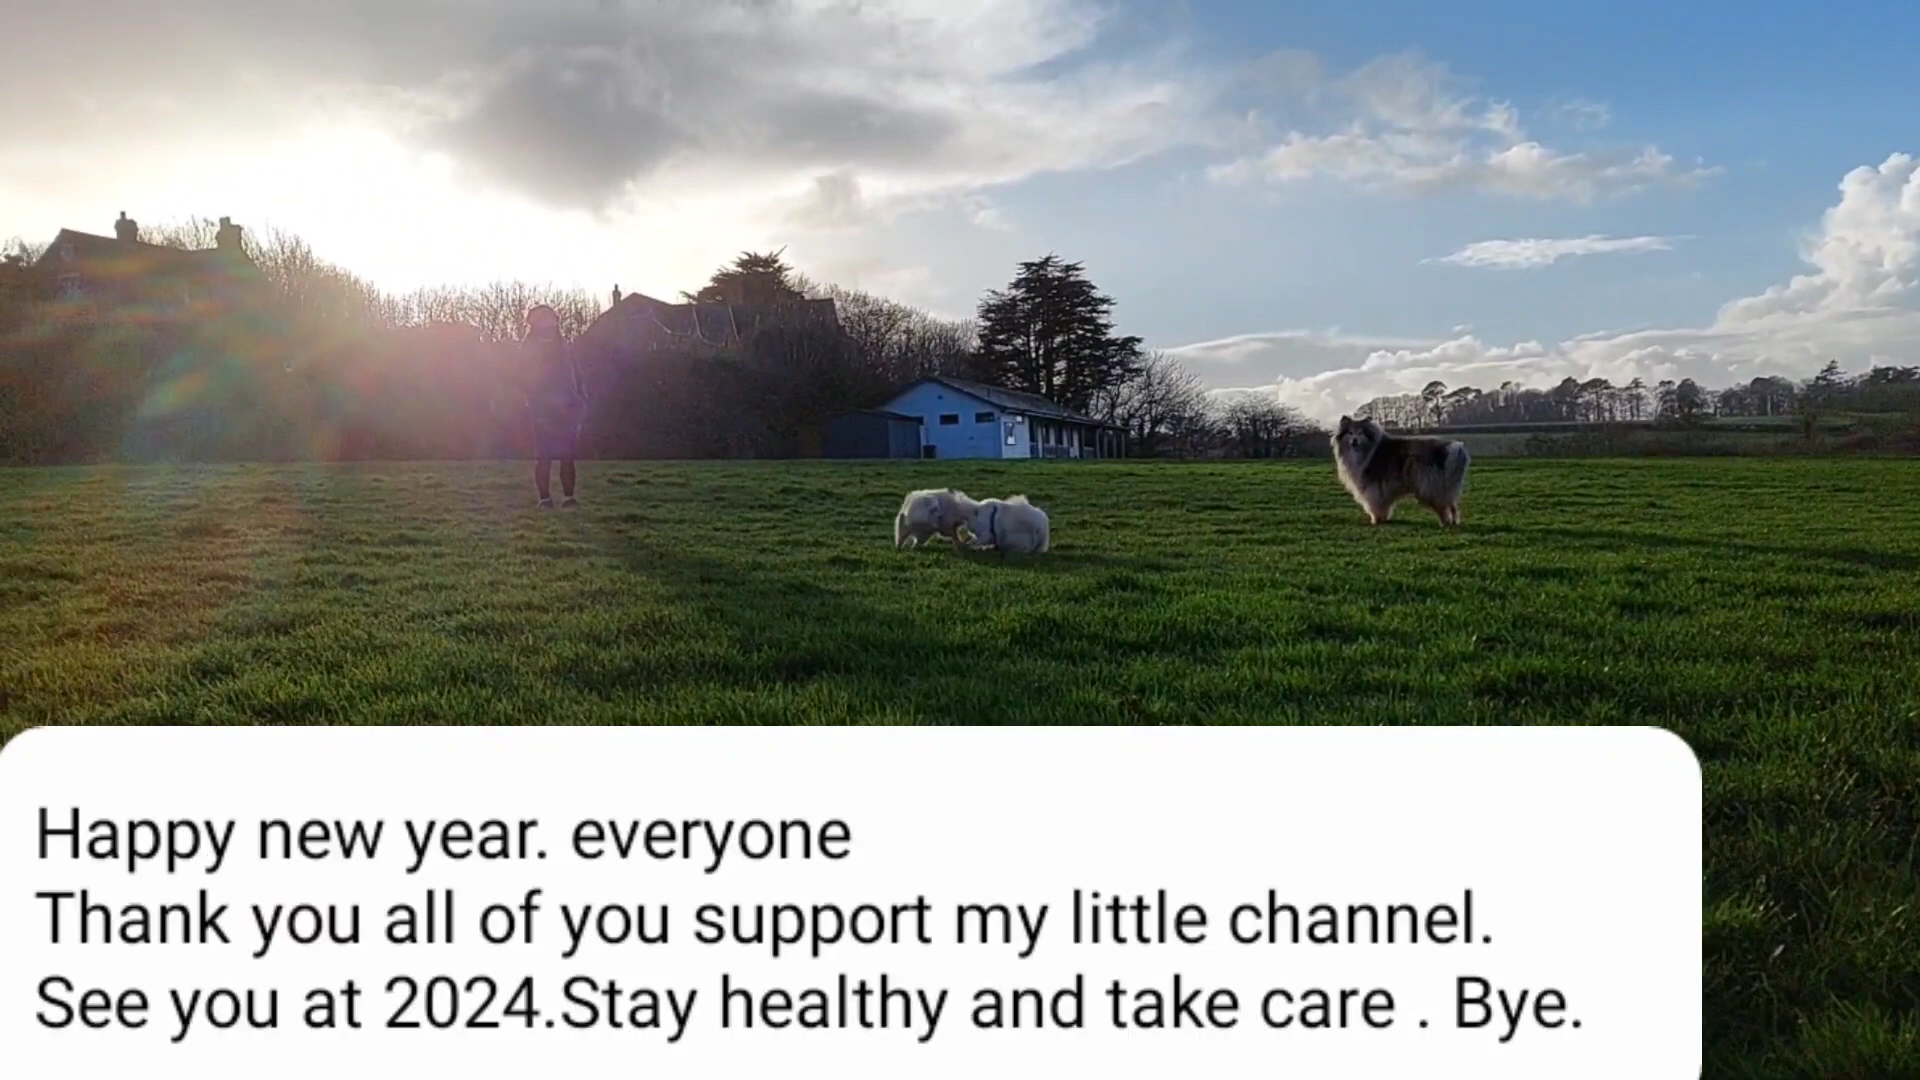 Happy new year. everyone
Thank you all of you support my little channel.
See you at 2024.Stay healthy and take care . Bye.